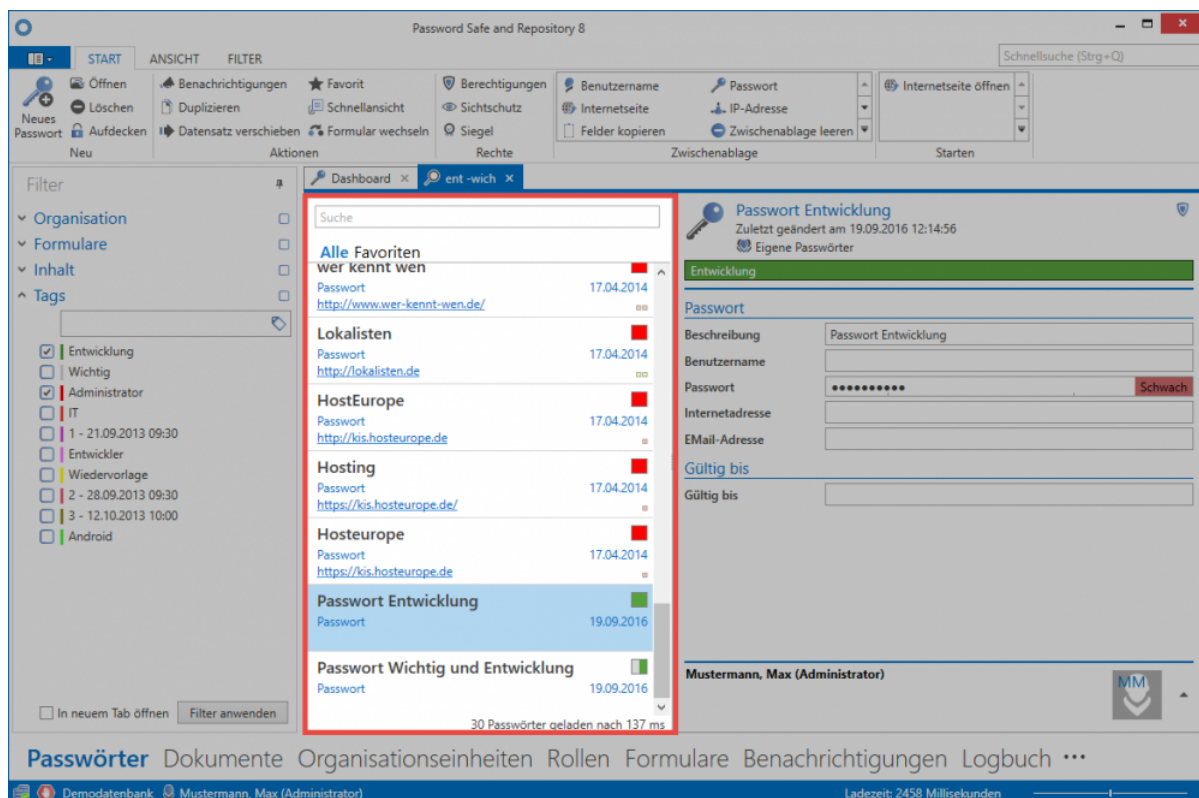 Password Safe and Repository 8
START ANSICHT FILTER
Schnellsuche (Strg+Q)
Neues Passwort
Öffnen
Löschen
Aufdecken
Neu
Benachrichtigungen
Duplizieren
Datensatz verschieben
Favorit
Schnellansicht
Formular wechseln
Aktionen
Berechtigungen
Sichtschutz
Siegel
Rechte
Benutzername
Internetseite
Felder kopieren
Passwort
IP-Adresse
Zwischenablage leeren
Zwischenablage
Internetseite öffnen
Starten
Filter
Organisation
Formulare
Inhalt
Tags
Entwicklung
Wichtig
Administrator
IT
1 - 21.09.2013 09:30
Entwickler
Wiedervorlage
2 - 28.09.2013 09:30
3 - 12.10.2013 10:00
Android
In neuem Tab öffnen Filter anwenden
Dashboard ent -wich
Suche
Alle Favoriten
wer kennt wen
Passwort 17.04.2014
http://www.wer-kennt-wen.de/
Lokalisten
Passwort 17.04.2014
http://lokalisten.de
HostEurope
Passwort 17.04.2014
http://kis.hosteurope.de
Hosting
Passwort 17.04.2014
https://kis.hosteurope.de/
Hosteurope
Passwort 17.04.2014
https://kis.hosteurope.de
Passwort Entwicklung
Passwort 19.09.2016
Passwort Wichtig und Entwicklung
Passwort 19.09.2016
30 Passwörter geladen nach 137 ms
Passwort Entwicklung
Zuletzt geändert am 19.09.2016 12:14:56
Eigene Passwörter
Entwicklung
Passwort
Beschreibung Passwort Entwicklung
Benutzername
Passwort •••••••••• Schwach
Internetadresse
EMail-Adresse
Gültig bis
Gültig bis
Mustermann, Max (Administrator)
MM
Passwörter Dokumente Organisationseinheiten Rollen Formulare Benachrichtigungen Logbuch •••
Demodatenbank Mustermann, Max (Administrator) Ladezeit: 2458 Millisekunden